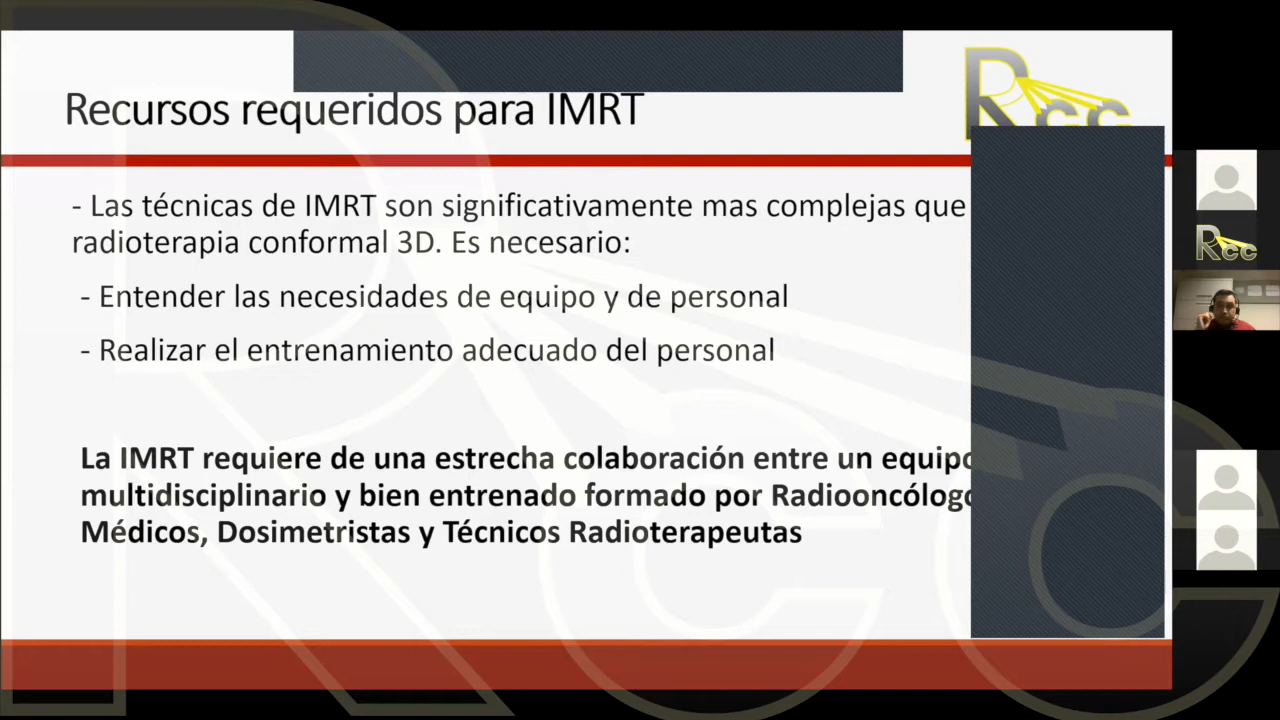 Recursos requeridos para IMRT
Rcc
- Las técnicas de IMRT son significativamente mas complejas que
radioterapia conformal 3D. Es necesario:
- Entender las necesidades de equipo y de personal
- Realizar el entrenamiento adecuado del personal
La IMRT requiere de una estrecha colaboración entre un
multidisciplinario y bien entrenado formado por
Médicos, Dosimetristas y Técnicos Radioterapeutas
Rcc